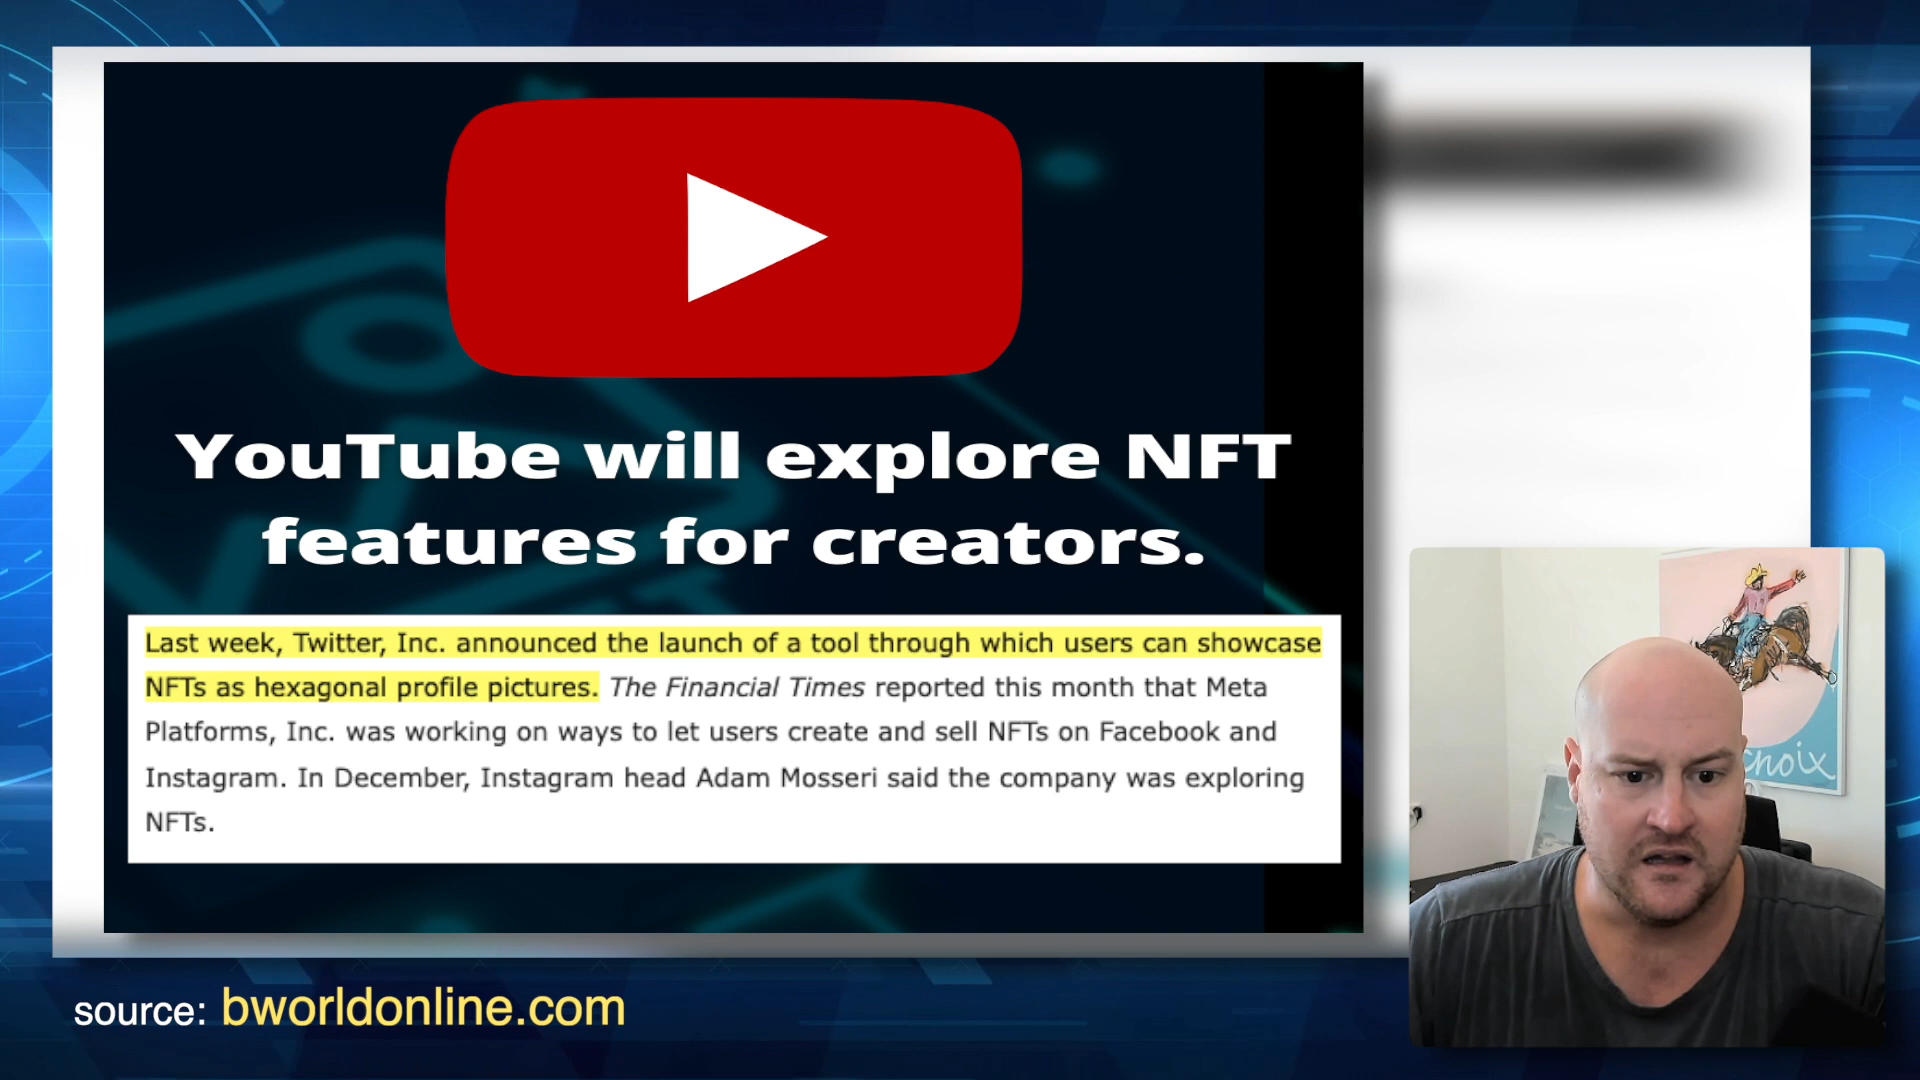 YouTube will explore NFT
features for creators.
Last week, Twitter, Inc. announced the launch of a tool through which users can showcase
NFTs as hexagonal profile pictures. The Financial Times reported this month that Meta
Platforms, Inc. was working on ways to let users create and sell NFTs on Facebook and
Instagram. In December, Instagram head Adam Mosseri said the company was exploring
NFTs.
choix
source: bworldonline.com